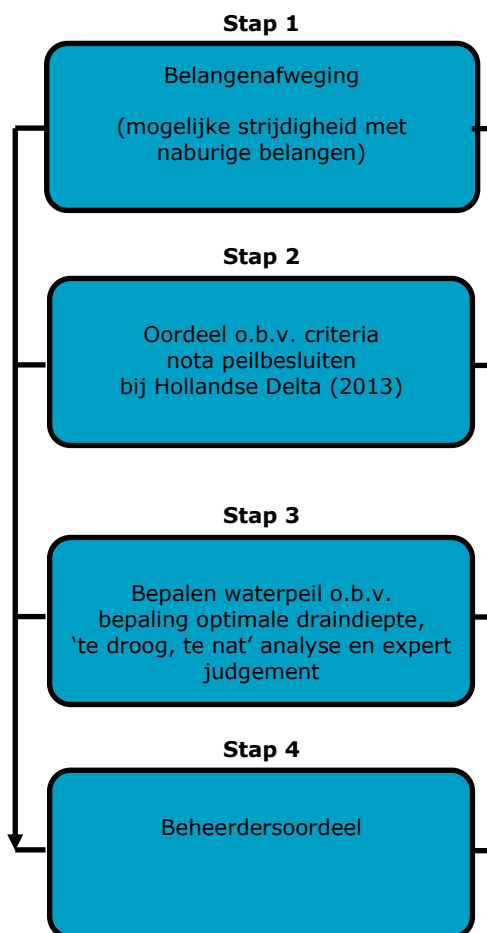 Stap 1
Belangenafweging
(mogelijke strijdigheid met
naburige belangen)
Stap 2
Oordeel o.b.v. criteria
nota peilbesluiten
bij Hollandse Delta (2013)
Stap 3
Bepalen waterpeil o.b.v.
bepaling optimale draindiepte,
‘te droog, te nat’ analyse en expert
judgement
Stap 4
Beheerdersoordeel